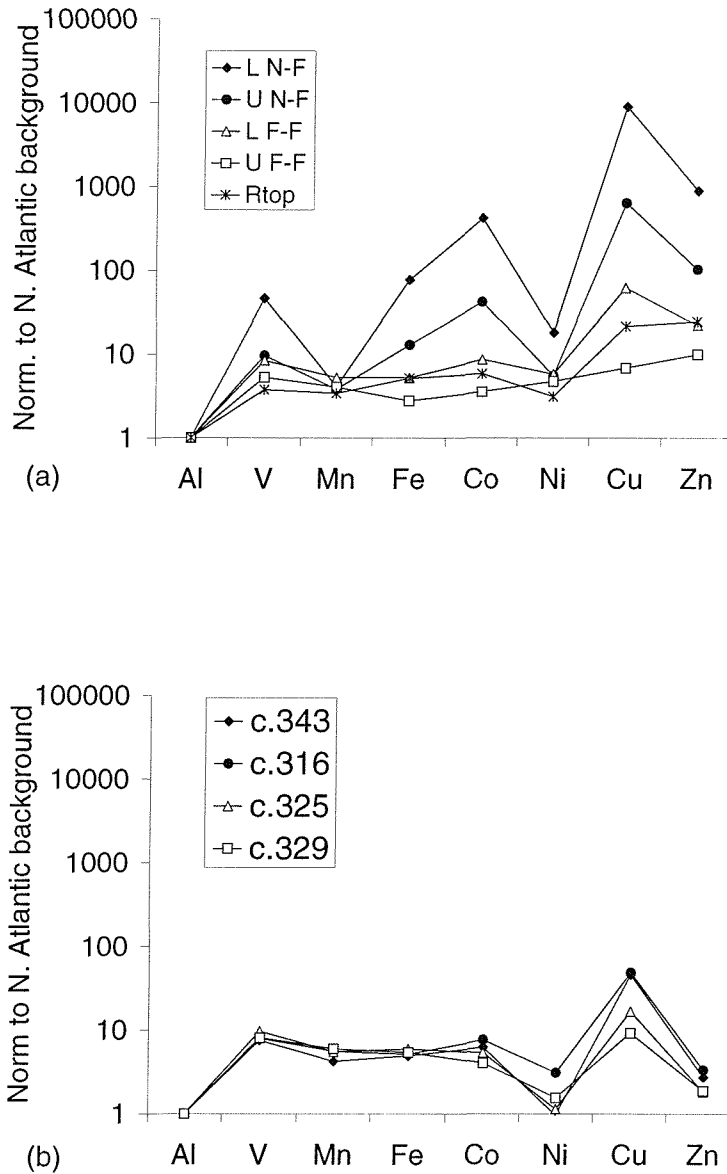 Norm. to N. Atlantic background
100000
10000
1000
100
10
1
L N-F
U N-F
L F-F
U F-F
Rtop
Al V Mn Fe Co Ni Cu Zn
(a)
Norm to N. Atlantic background
100000
10000
1000
100
10
1
c.343
c.316
c.325
c.329
Al V Mn Fe Co Ni Cu Zn
(b)